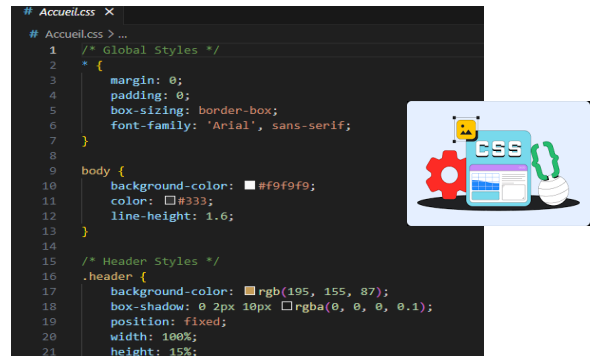 # Accueil.css ×
# Accueil.css > ...
1 /* Global Styles */
2 * {
3 margin: 0;
4 padding: 0;
5 box-sizing: border-box;
6 font-family: 'Arial', sans-serif;
7 }
8
9 body {
10 background-color: #f9f9f9;
11 color: #333;
12 line-height: 1.6;
13 }
14
15 /* Header Styles */
16 .header {
17 background-color: rgb(195, 155, 87);
18 box-shadow: 0 2px 10px rgba(0, 0, 0, 0.1);
19 position: fixed;
20 width: 100%;
21 height: 15%;
CSS
{}